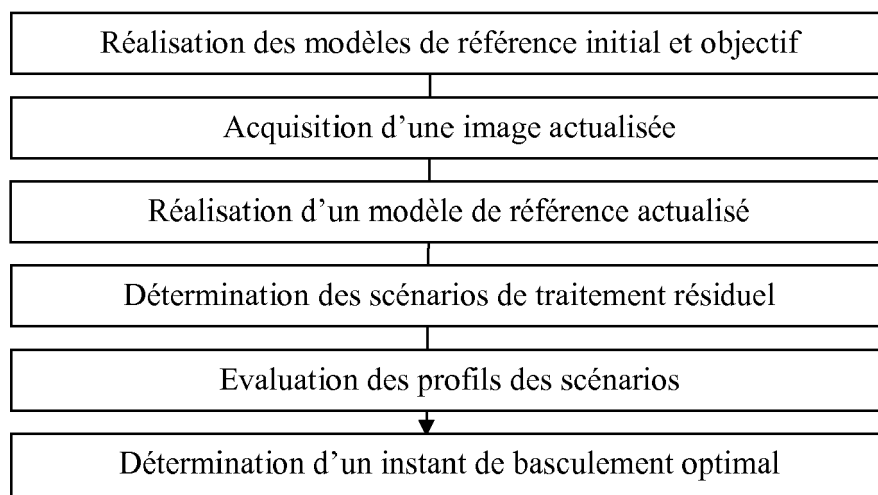 Réalisation des modèles de référence initial et objectif
Acquisition d’une image actualisée
Réalisation d’un modèle de référence actualisé
Détermination des scénarios de traitement résiduel
Evaluation des profils des scénarios
Détermination d’un instant de basculement optimal